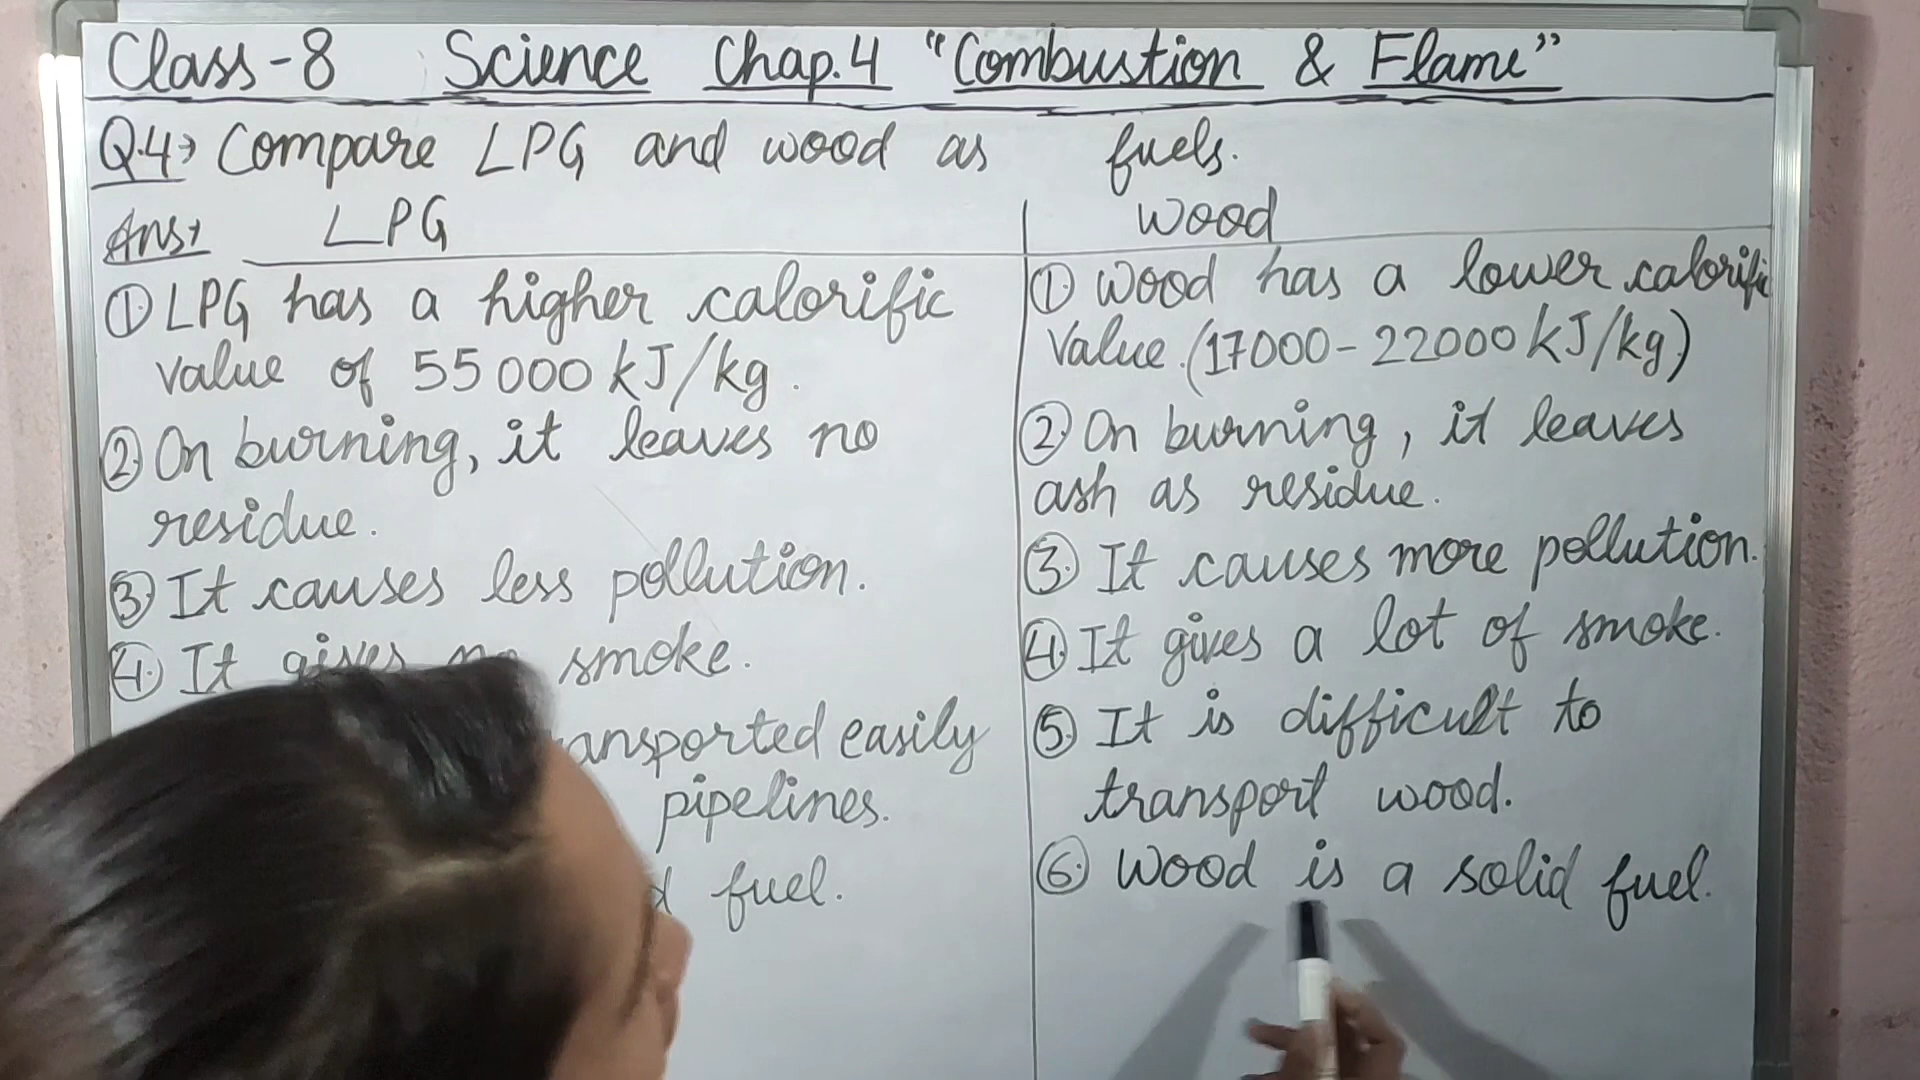 Class-8 Science Chap.4 "Combustion & Flame"
Q.4→ Compare LPG and wood as fuels.
Ans→ LPG
① LPG has a higher calorific
value of 55000 kJ/kg.
② On burning, it leaves no
residue.
③ It causes less pollution.
④ It gives no smoke.
easily
pipelines.
fuel.
Wood
① Wood has a lower calorific
Value.(17000-22000 kJ/kg)
② On burning, it leaves
ash as residue.
③ It causes more pollution.
④ It gives a lot of smoke.
⑤ It is difficult to
transport wood.
⑥ Wood is a solid fuel.